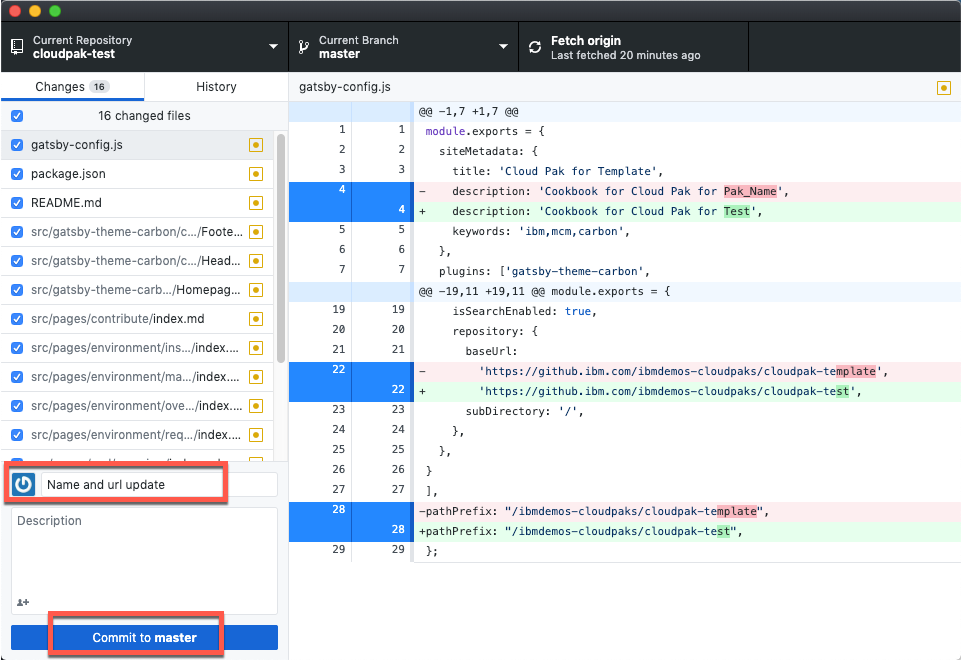 Current Repository
cloudpak-test
Current Branch
master
Fetch origin
Last fetched 20 minutes ago
Changes 16
History
16 changed files
gatsby-config.js
package.json
README.md
src/gatsby-theme-carbon/c.../Foote...
src/gatsby-theme-carbon/c.../Head...
src/gatsby-theme-carb.../Homepag...
src/pages/contribute/index.md
src/pages/environment/ins.../index....
src/pages/environment/ma.../index....
src/pages/environment/ove.../index....
src/pages/environment/req.../index....
Name and url update
Description
Commit to master
gatsby-config.js
@@ -1,7 +1,7 @@
1 1 module.exports = {
2 2 siteMetadata: {
3 3 title: 'Cloud Pak for Template',
4 - description: 'Cookbook for Cloud Pak for Pak_Name',
4 + description: 'Cookbook for Cloud Pak for Test',
5 5 keywords: 'ibm,mcm,carbon',
6 6 },
7 7 plugins: ['gatsby-theme-carbon',
@@ -19,11 +19,11 @@ module.exports = {
19 19 isSearchEnabled: true,
20 20 repository: {
21 21 baseUrl:
22 - 'https://github.ibm.com/ibmdemos-cloudpaks/cloudpak-template',
22 + 'https://github.ibm.com/ibmdemos-cloudpaks/cloudpak-test',
23 23 subDirectory: '/',
24 24 },
25 25 },
26 26 }
27 27 ],
28 -pathPrefix: "/ibmdemos-cloudpaks/cloudpak-template",
28 +pathPrefix: "/ibmdemos-cloudpaks/cloudpak-test",
29 29 };